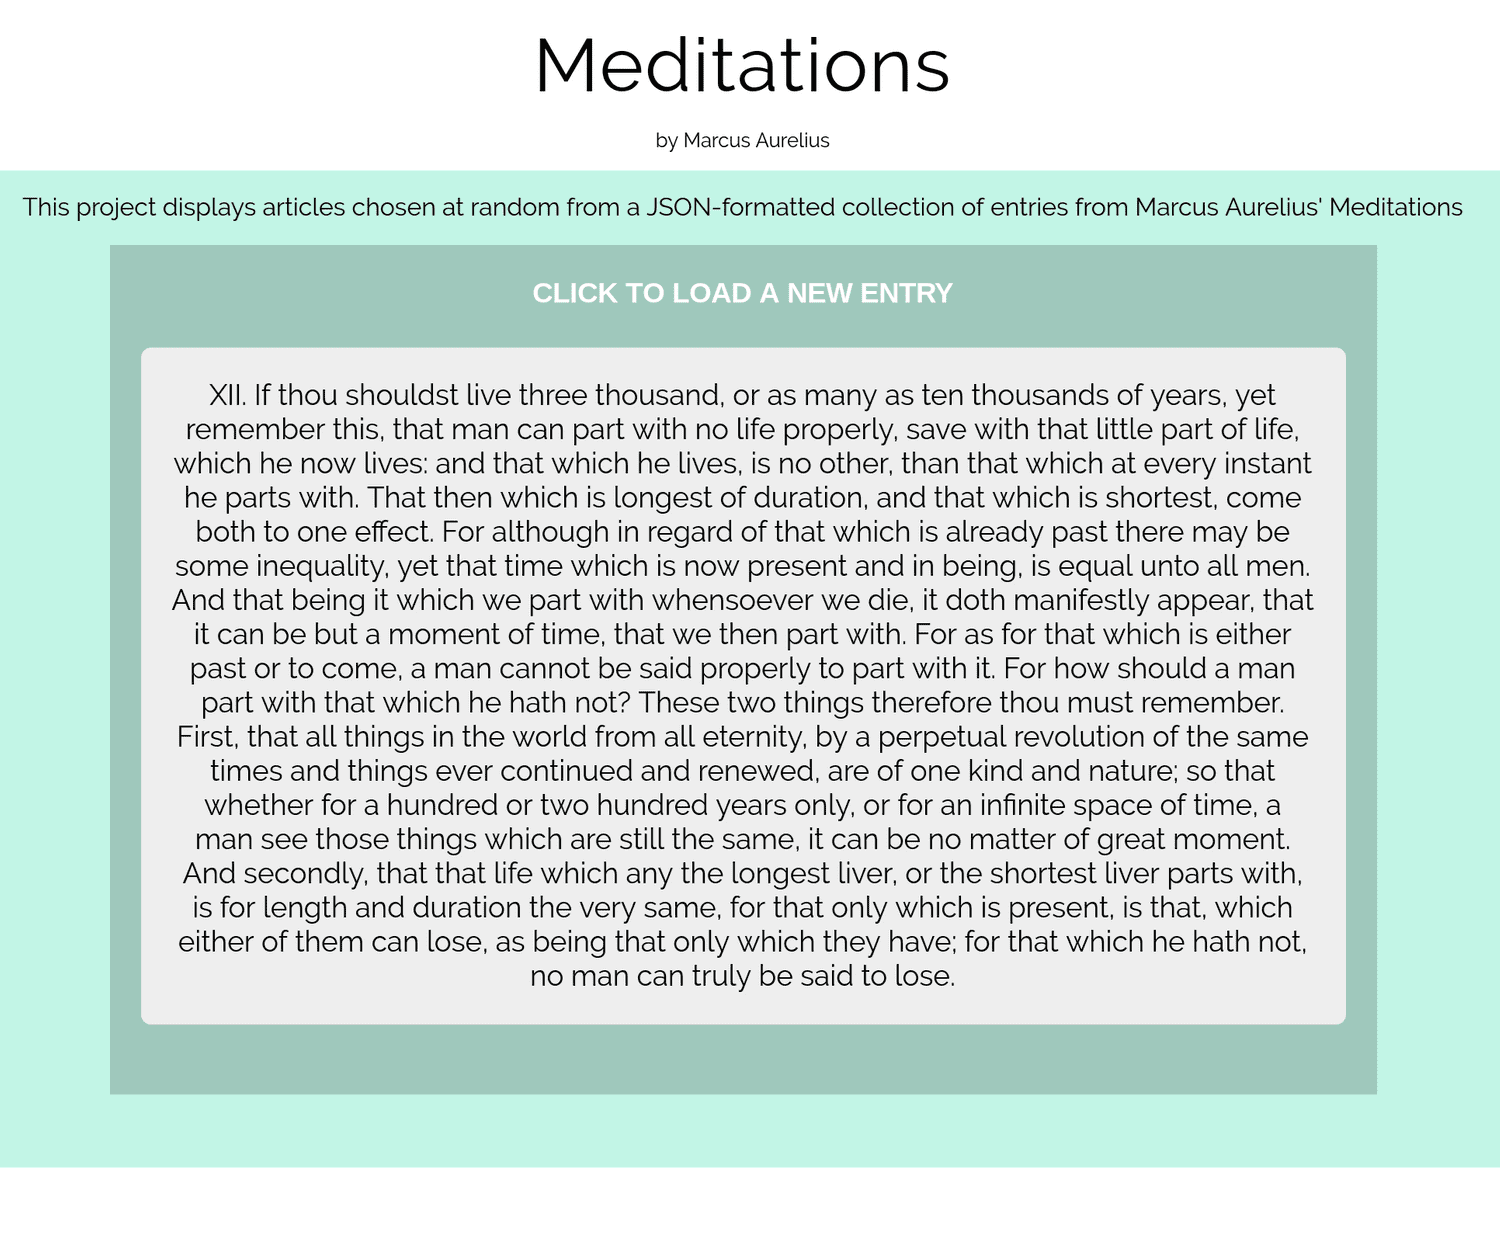 Meditations
by Marcus Aurelius
This project displays articles chosen at random from a JSON-formatted collection of entries from Marcus Aurelius' Meditations
CLICK TO LOAD A NEW ENTRY
XII. If thou shouldst live three thousand, or as many as ten thousands of years, yet
remember this, that man can part with no life properly, save with that little part of life,
which he now lives: and that which he lives, is no other, than that which at every instant
he parts with. That then which is longest of duration, and that which is shortest, come
both to one effect. For although in regard of that which is already past there may be
some inequality, yet that time which is now present and in being, is equal unto all men.
And that being it which we part with whensoever we die, it doth manifestly appear, that
it can be but a moment of time, that we then part with. For as for that which is either
past or to come, a man cannot be said properly to part with it. For how should a man
part with that which he hath not? These two things therefore thou must remember.
First, that all things in the world from all eternity, by a perpetual revolution of the same
times and things ever continued and renewed, are of one kind and nature; so that
whether for a hundred or two hundred years only, or for an infinite space of time, a
man see those things which are still the same, it can be no matter of great moment.
And secondly, that that life which any the longest liver, or the shortest liver parts with,
is for length and duration the very same, for that only which is present, is that, which
either of them can lose, as being that only which they have; for that which he hath not,
no man can truly be said to lose.